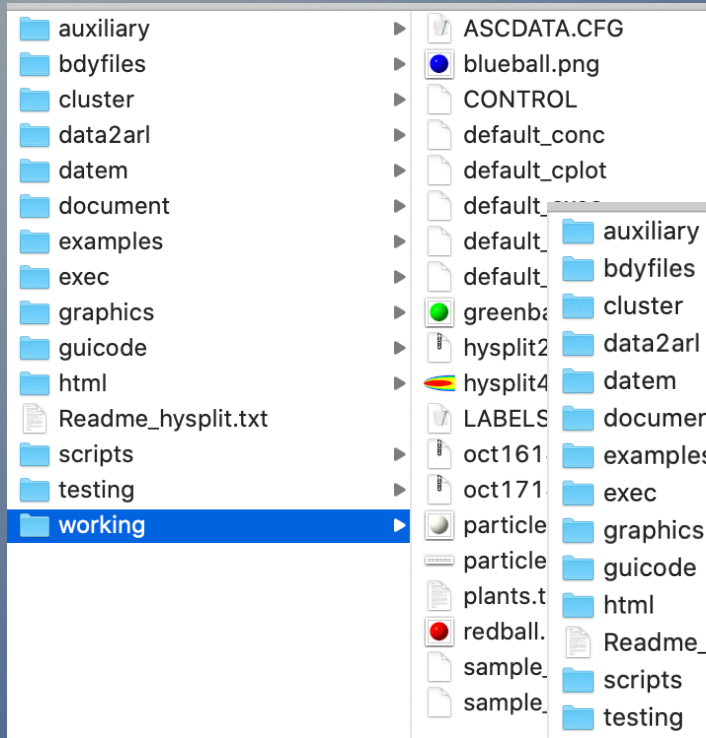 auxiliary
bdyfiles
cluster
data2arl
datem
document
examples
exec
graphics
guicode
html
Readme_hysplit.txt
scripts
testing
working
ASCDATA.CFG
blueball.png
CONTROL
default_conc
default_cplot
default_
default_
default_
greenba
hysplit2
hysplit4
LABELS
oct161
oct171
particle
particle
plants.t
redball.
sample_
sample_
auxiliary
bdyfiles
cluster
data2arl
datem
documen
examples
exec
graphics
guicode
html
Readme_
scripts
testing